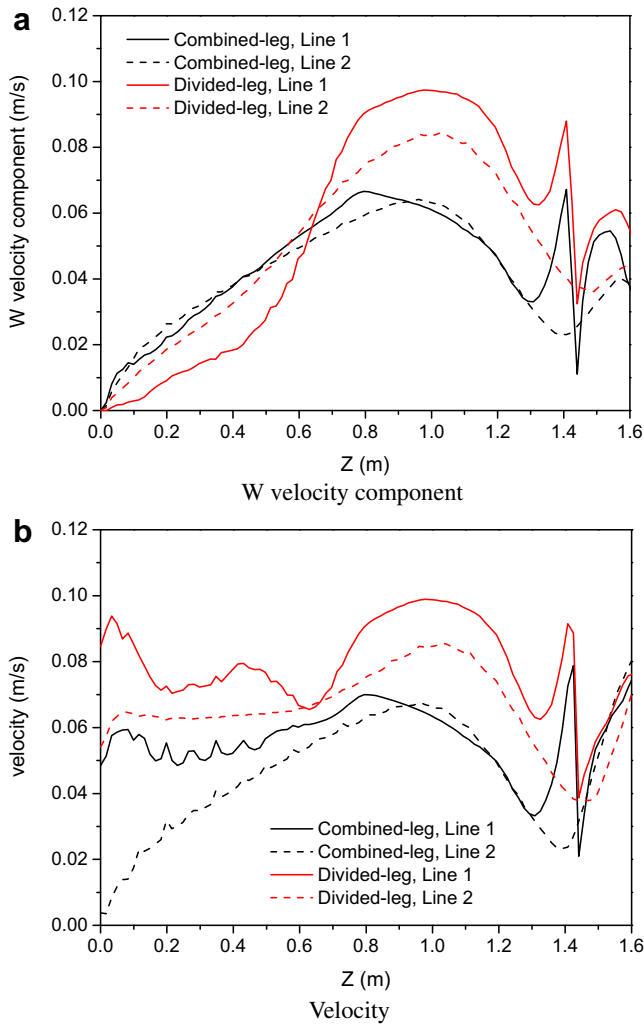 a
0.12
0.10
0.08
0.06
0.04
0.02
0.00
W velocity component (m/s)
Combined-leg, Line 1
Combined-leg, Line 2
Divided-leg, Line 1
Divided-leg, Line 2
0.0 0.2 0.4 0.6 0.8 1.0 1.2 1.4 1.6
Z (m)
W velocity component
b
0.12
0.10
0.08
0.06
0.04
0.02
0.00
velocity (m/s)
Combined-leg, Line 1
Combined-leg, Line 2
Divided-leg, Line 1
Divided-leg, Line 2
0.0 0.2 0.4 0.6 0.8 1.0 1.2 1.4 1.6
Z (m)
Velocity